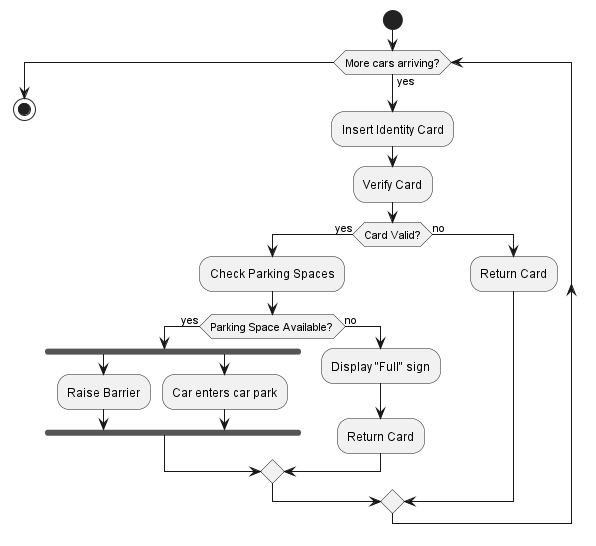 More cars arriving?
yes
Insert Identity Card
Verify Card
yes
Card Valid?
no
Check Parking Spaces
Return Card
yes
Parking Space Available?
no
Display "Full" sign
Raise Barrier
Car enters car park
Return Card